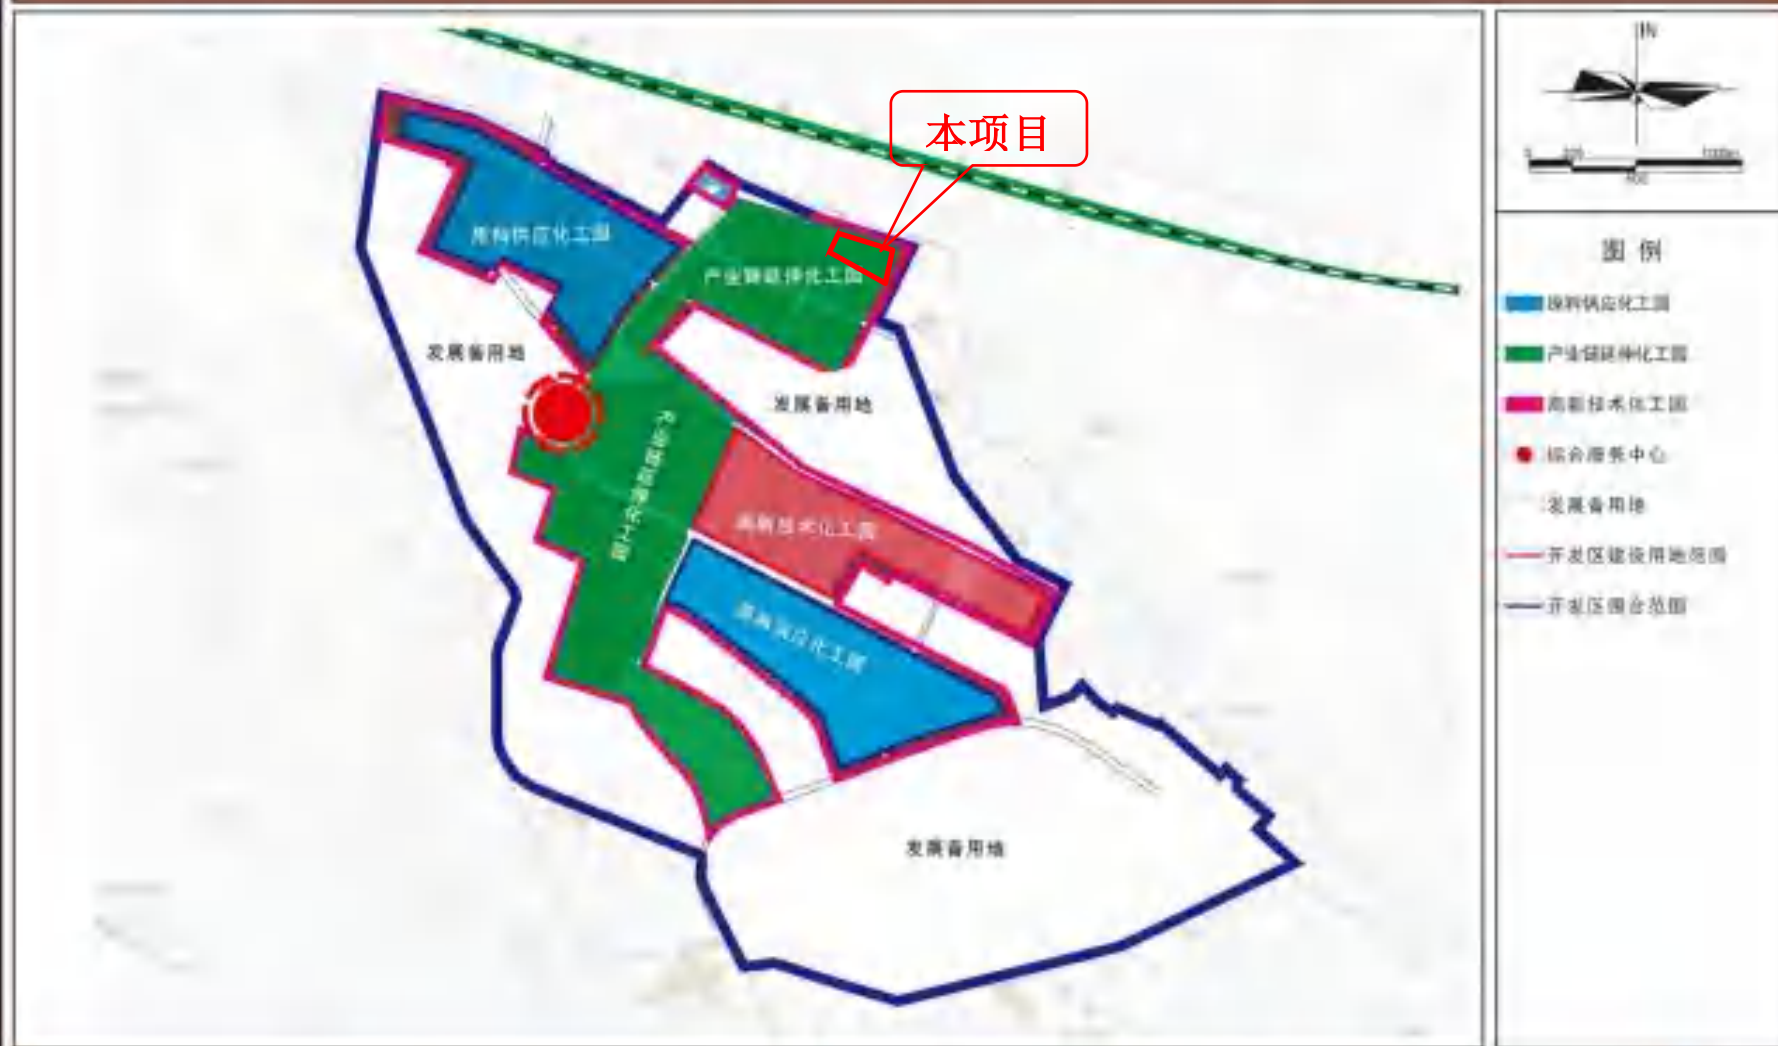 N
本项目
原料供应化工园
产业链延伸化工园
发展备用地
发展备用地
产业链延伸化工园
高新技术化工园
原料供应化工园
发展备用地
图 例
原料供应化工园
产业链延伸化工园
高新技术化工园
综合服务中心
发展备用地
开发区建设用地范围
开发区围合范围